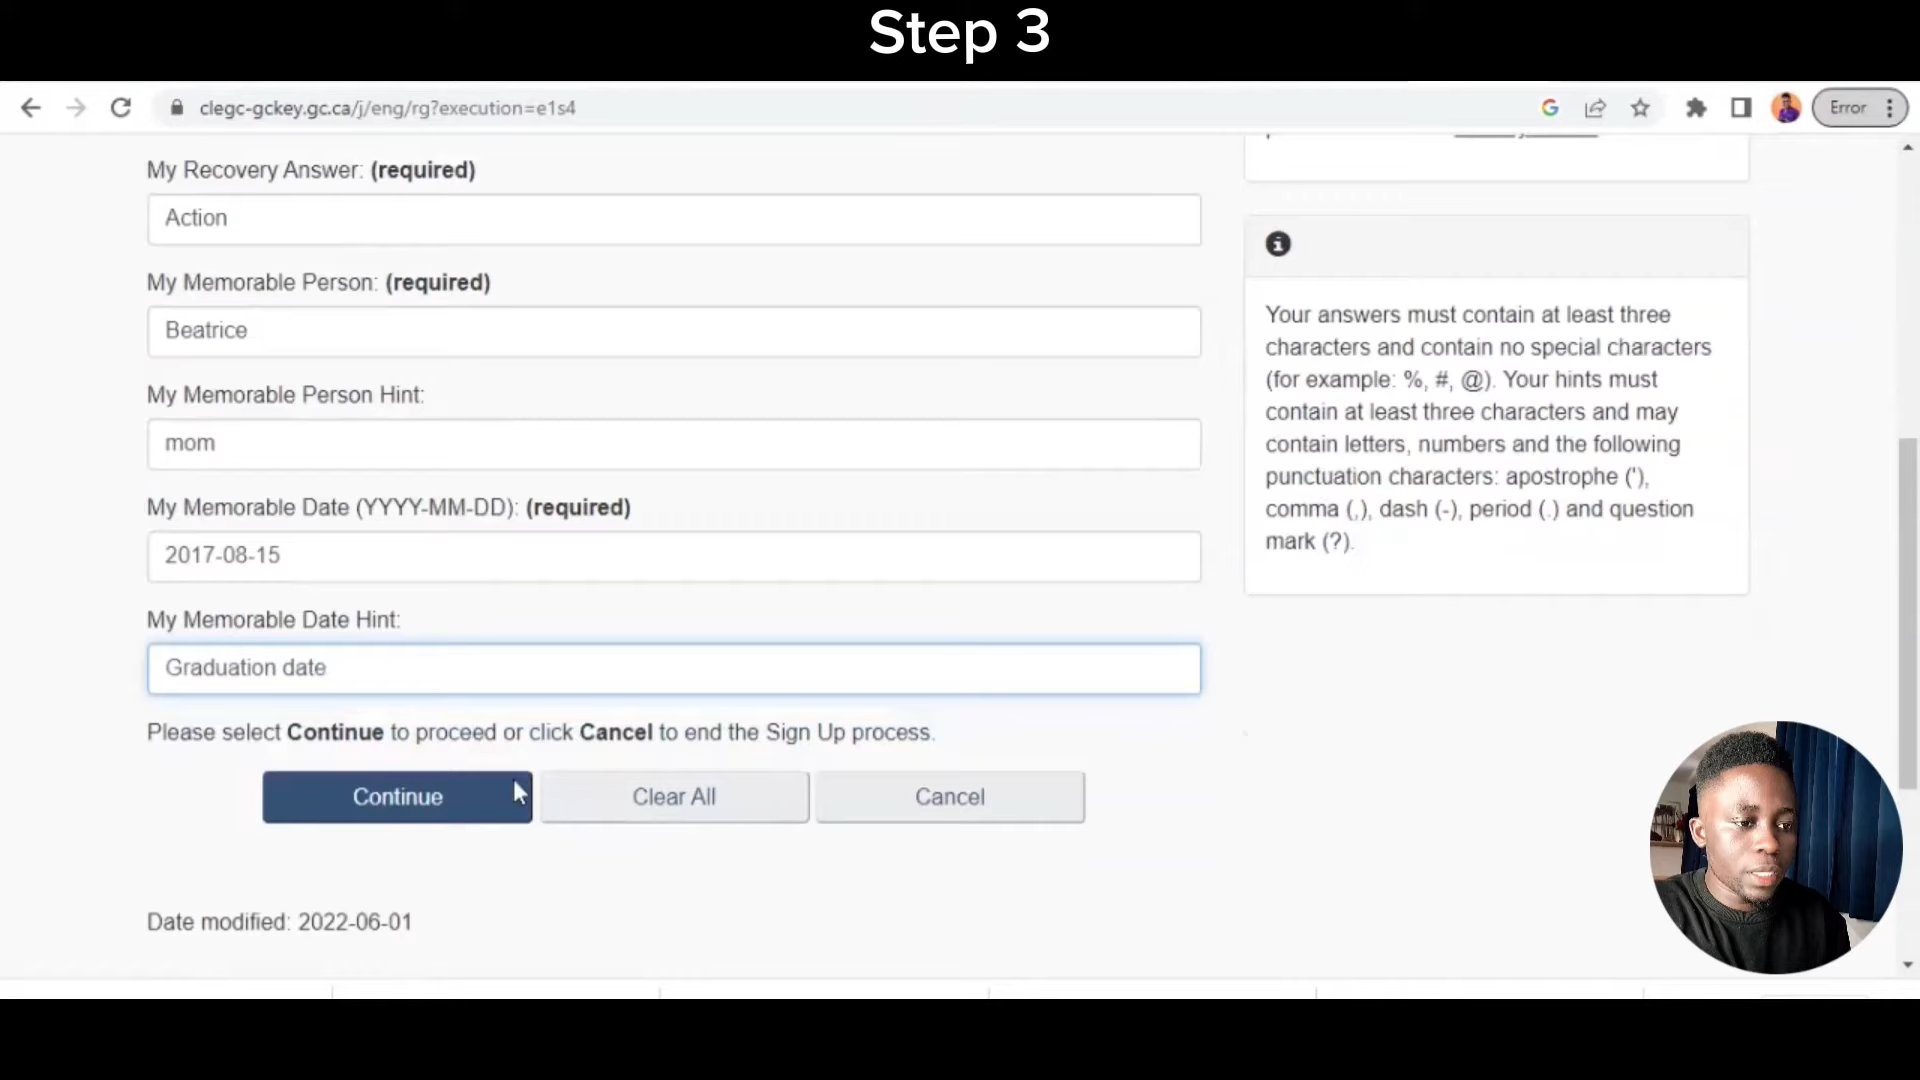 Step 3
clegc-gckey.gc.ca/j/eng/rg?execution=e1s4
Error
My Recovery Answer: (required)
Action
My Memorable Person: (required)
Beatrice
My Memorable Person Hint:
mom
My Memorable Date (YYYY-MM-DD): (required)
2017-08-15
My Memorable Date Hint:
Graduation date
Please select Continue to proceed or click Cancel to end the Sign Up process.
Continue
Clear All
Cancel
Date modified: 2022-06-01
Your answers must contain at least three
characters and contain no special characters
(for example: %, #, @). Your hints must
contain at least three characters and may
contain letters, numbers and the following
punctuation characters: apostrophe ('),
comma (,), dash (-), period (.) and question
mark (?).